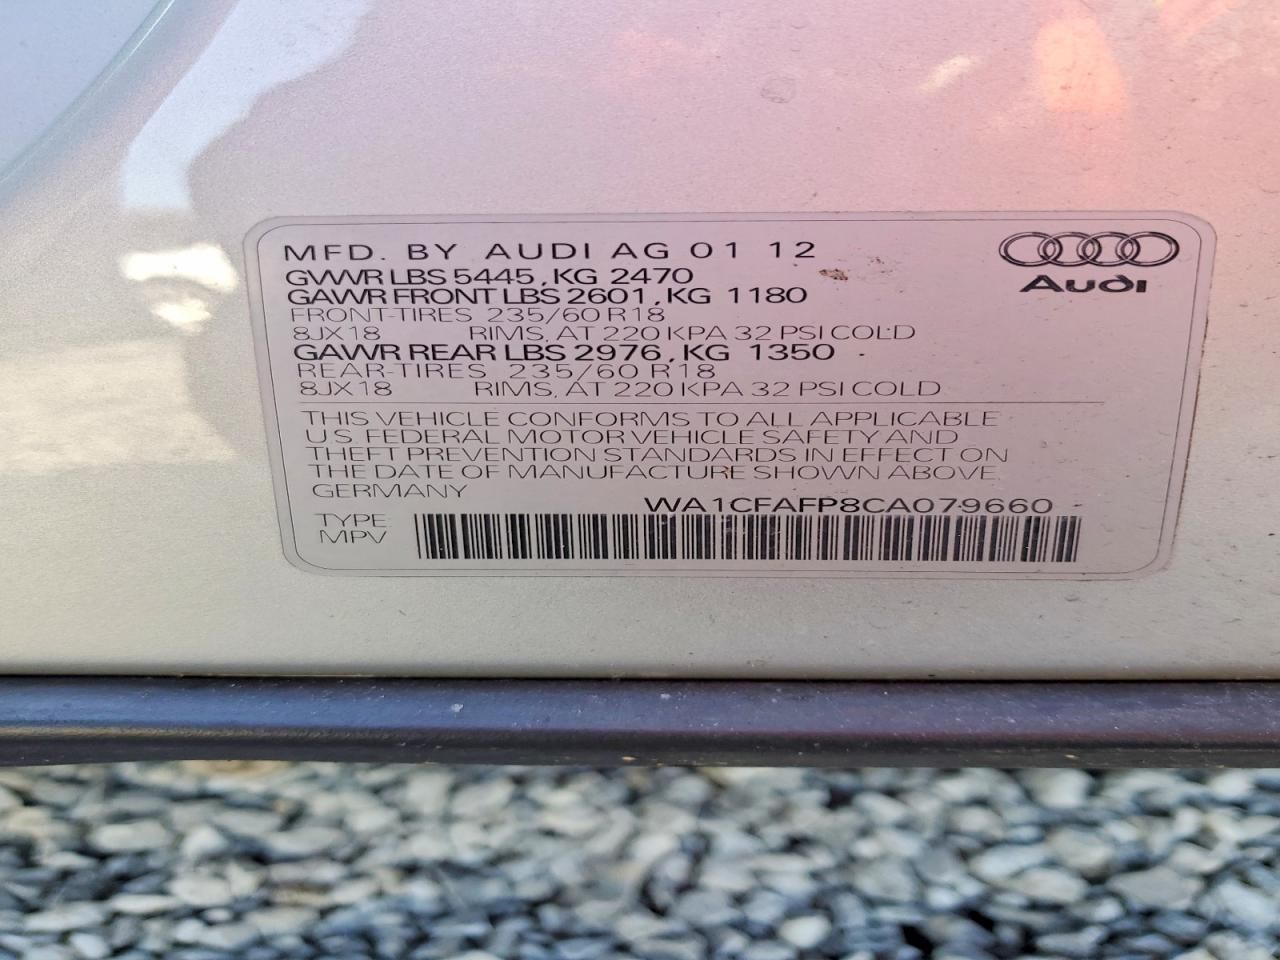 MFD. BY AUDI AG 01 12
GVWR LBS 5445, KG 2470
GAWR FRONT LBS 2601, KG 1180
FRONT-TIRES 235/60 R18
8JX18 RIMS, AT 220 KPA 32 PSI COLD
GAWR REAR LBS 2976, KG 1350
REAR-TIRES 235/60 R18
8JX18 RIMS, AT 220 KPA 32 PSI COLD
Audi
THIS VEHICLE CONFORMS TO ALL APPLICABLE
U.S. FEDERAL MOTOR VEHICLE SAFETY AND
THEFT PREVENTION STANDARDS IN EFFECT ON
THE DATE OF MANUFACTURE SHOWN ABOVE.
GERMANY
WA1CFAFP8CA079660
TYPE
MPV